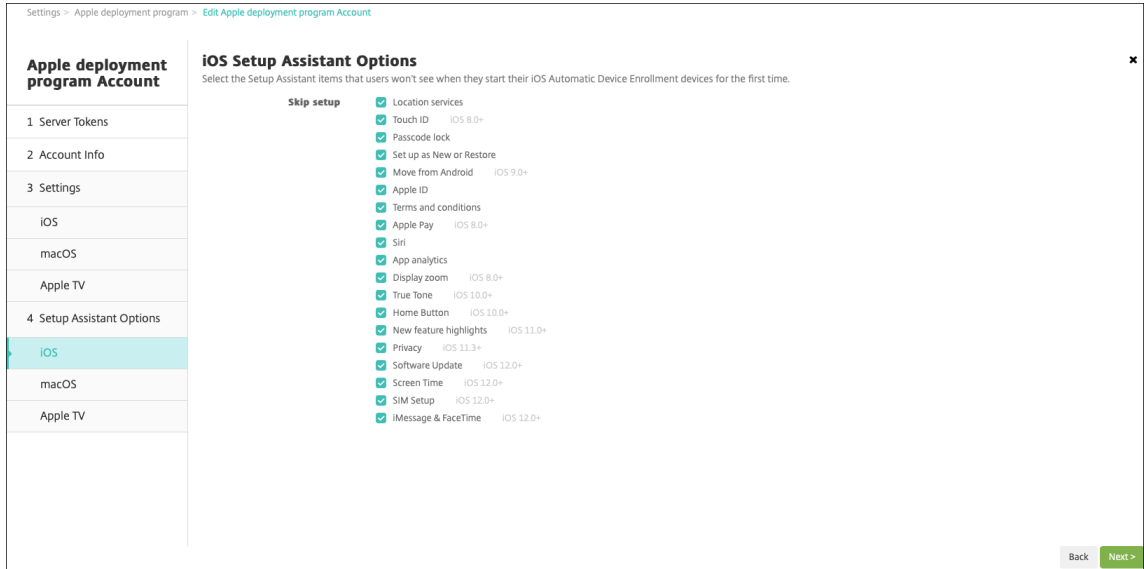 Settings > Apple deployment program > Edit Apple deployment program Account
Apple deployment
program Account
1 Server Tokens
2 Account Info
3 Settings
iOS
macOS
Apple TV
4 Setup Assistant Options
iOS
macOS
Apple TV
iOS Setup Assistant Options
Select the Setup Assistant items that users won't see when they start their iOS Automatic Device Enrollment devices for the first time.
Skip setup
Location services
Touch ID iOS 8.0+
Passcode lock
Set up as New or Restore
Move from Android iOS 9.0+
Apple ID
Terms and conditions
Apple Pay iOS 8.0+
Siri
App analytics
Display zoom iOS 8.0+
True Tone iOS 10.0+
Home Button iOS 10.0+
New feature highlights iOS 11.0+
Privacy iOS 11.3+
Software Update iOS 12.0+
Screen Time iOS 12.0+
SIM Setup iOS 12.0+
iMessage & FaceTime iOS 12.0+
Back Next >